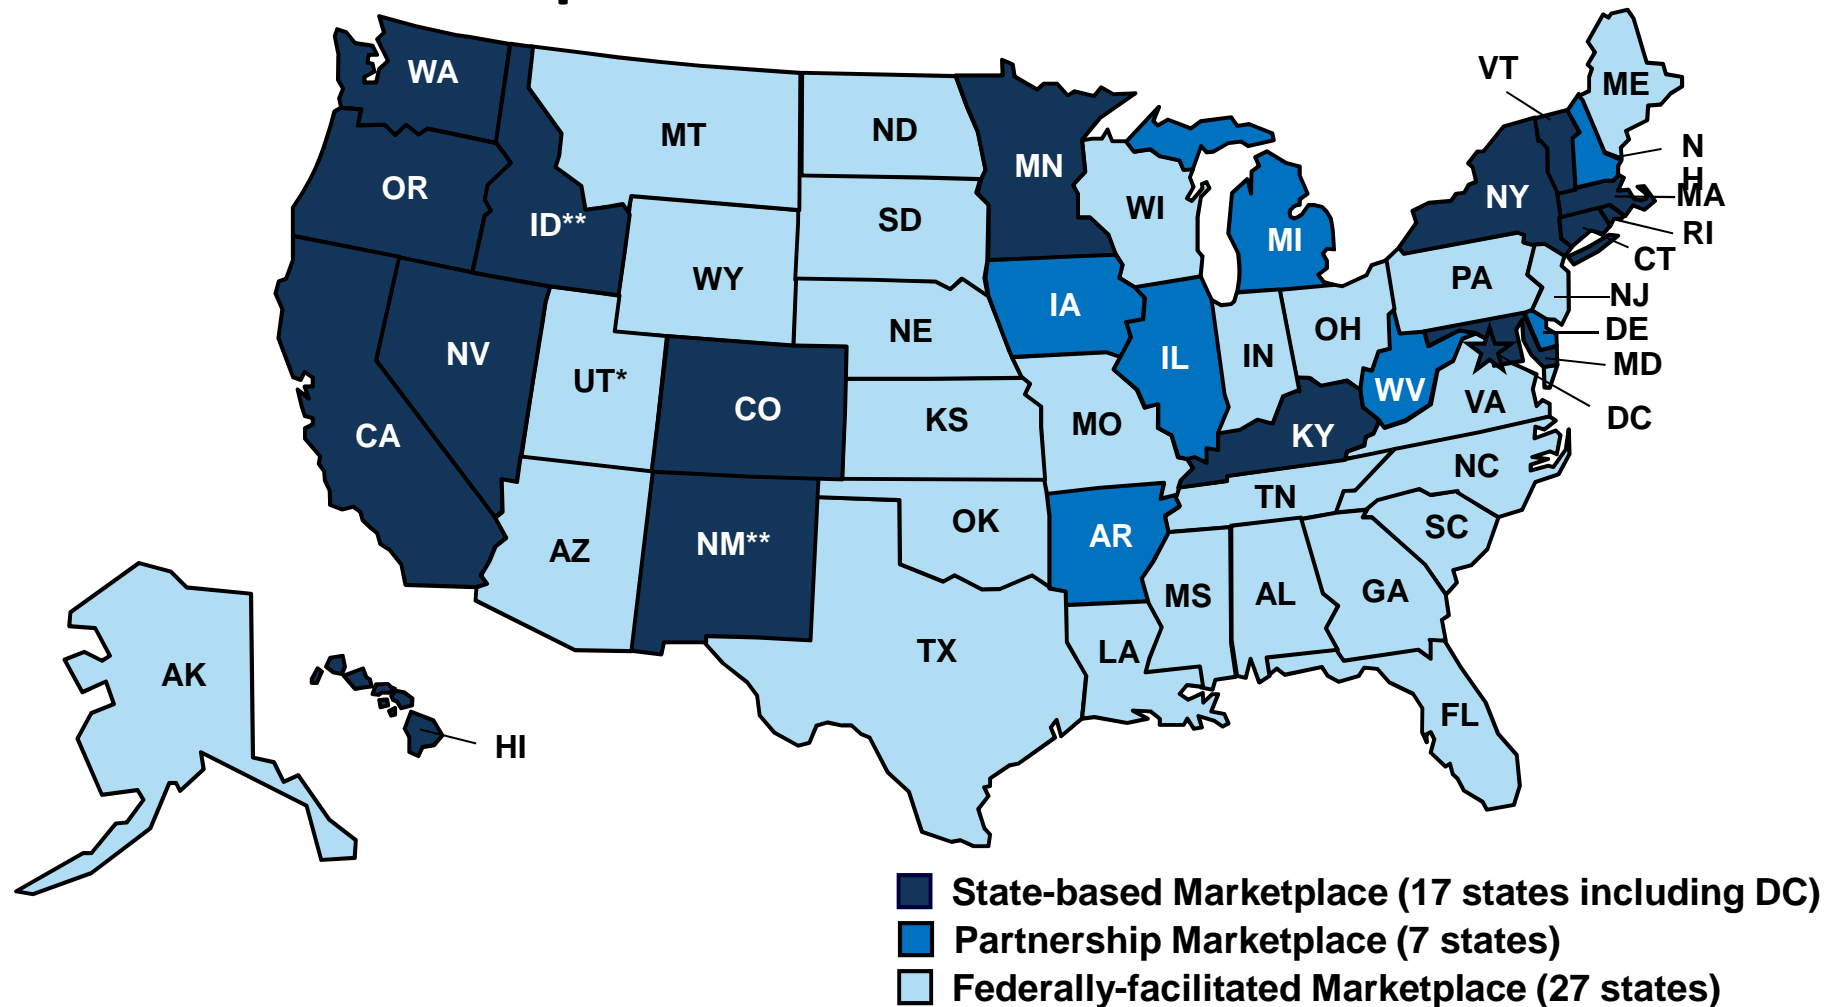 WA
MT
ND
MN
VT
ME
OR
ID**
SD
WI
MI
NY
N
H
MA
RI
CT
WY
IA
PA
NJ
NV
UT*
NE
IL
IN
OH
DE
MD
WV
VA
DC
CA
CO
KS
MO
KY
NC
TN
AZ
NM**
OK
AR
SC
MS
AL
GA
TX
LA
FL
AK
HI
State-based Marketplace (17 states including DC)
Partnership Marketplace (7 states)
Federally-facilitated Marketplace (27 states)